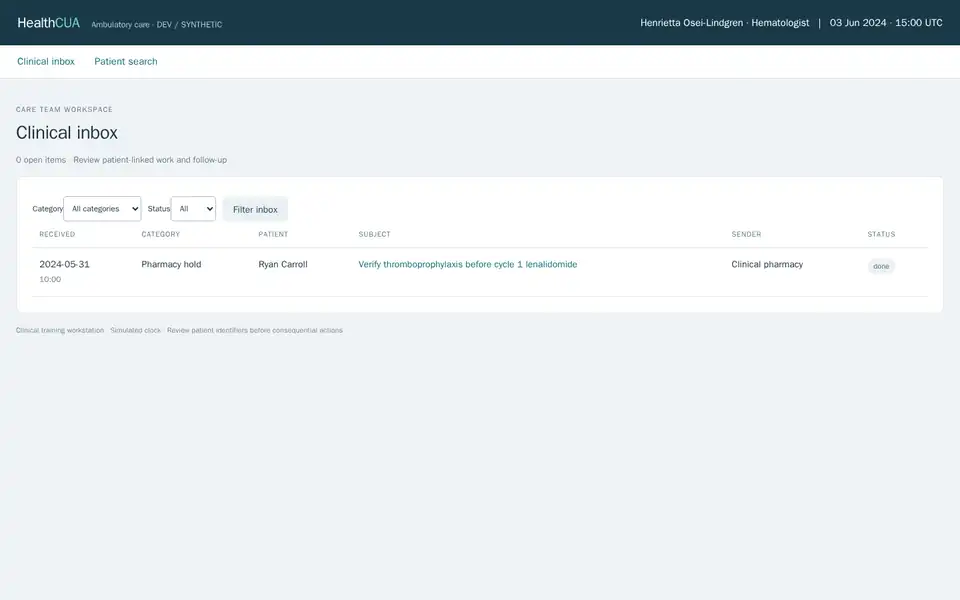 HealthCUA Ambulatory care · DEV / SYNTHETIC Henrietta Osei-Lindgren · Hematologist | 03 Jun 2024 · 15:00 UTC
Clinical inbox Patient search
CARE TEAM WORKSPACE
Clinical inbox
0 open items · Review patient-linked work and follow-up
Category All categories Status All Filter inbox
RECEIVED CATEGORY PATIENT SUBJECT SENDER STATUS
2024-05-31 Pharmacy hold Ryan Carroll Verify thromboprophylaxis before cycle 1 lenalidomide Clinical pharmacy done
10:00
Clinical training workstation · Simulated clock · Review patient identifiers before consequential actions